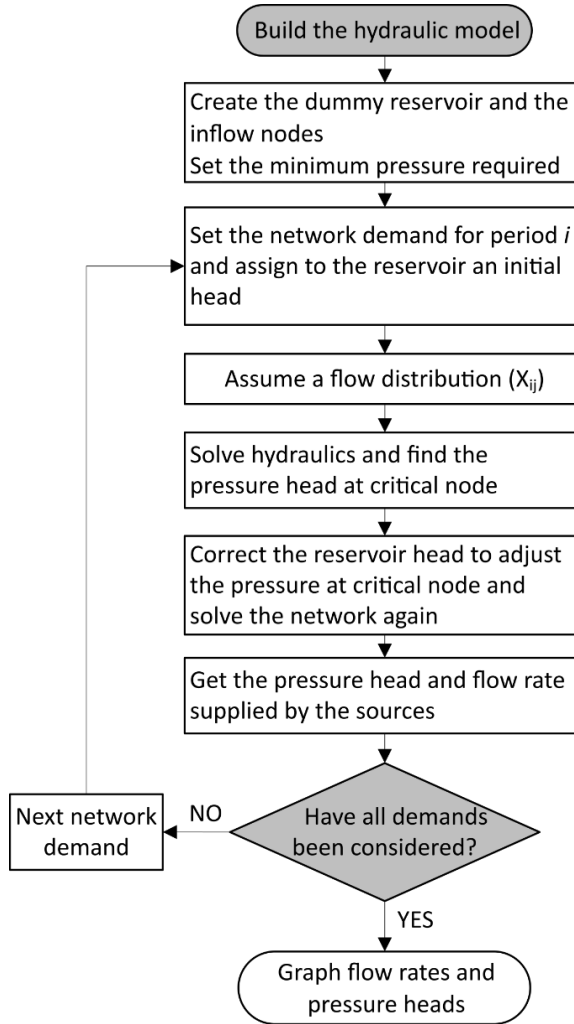 Build the hydraulic model
Create the dummy reservoir and the
inflow nodes
Set the minimum pressure required
Set the network demand for period i
and assign to the reservoir an initial
head
Assume a flow distribution (Xij)
Solve hydraulics and find the
pressure head at critical node
Correct the reservoir head to adjust
the pressure at critical node and
solve the network again
Get the pressure head and flow rate
supplied by the sources
Have all demands
been considered?
NO
Next network
demand
YES
Graph flow rates and
pressure heads